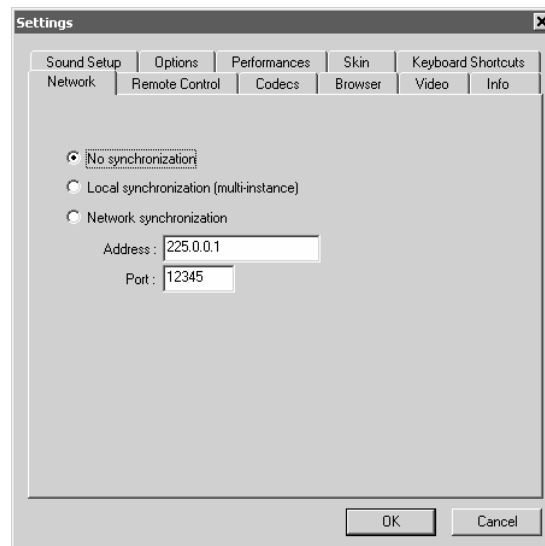 Settings
Sound Setup Options Performances Skin Keyboard Shortcuts
Network Remote Control Codecs Browser Video Info
No synchronization
Local synchronization (multi-instance)
Network synchronization
Address : 225.0.0.1
Port : 12345
OK Cancel